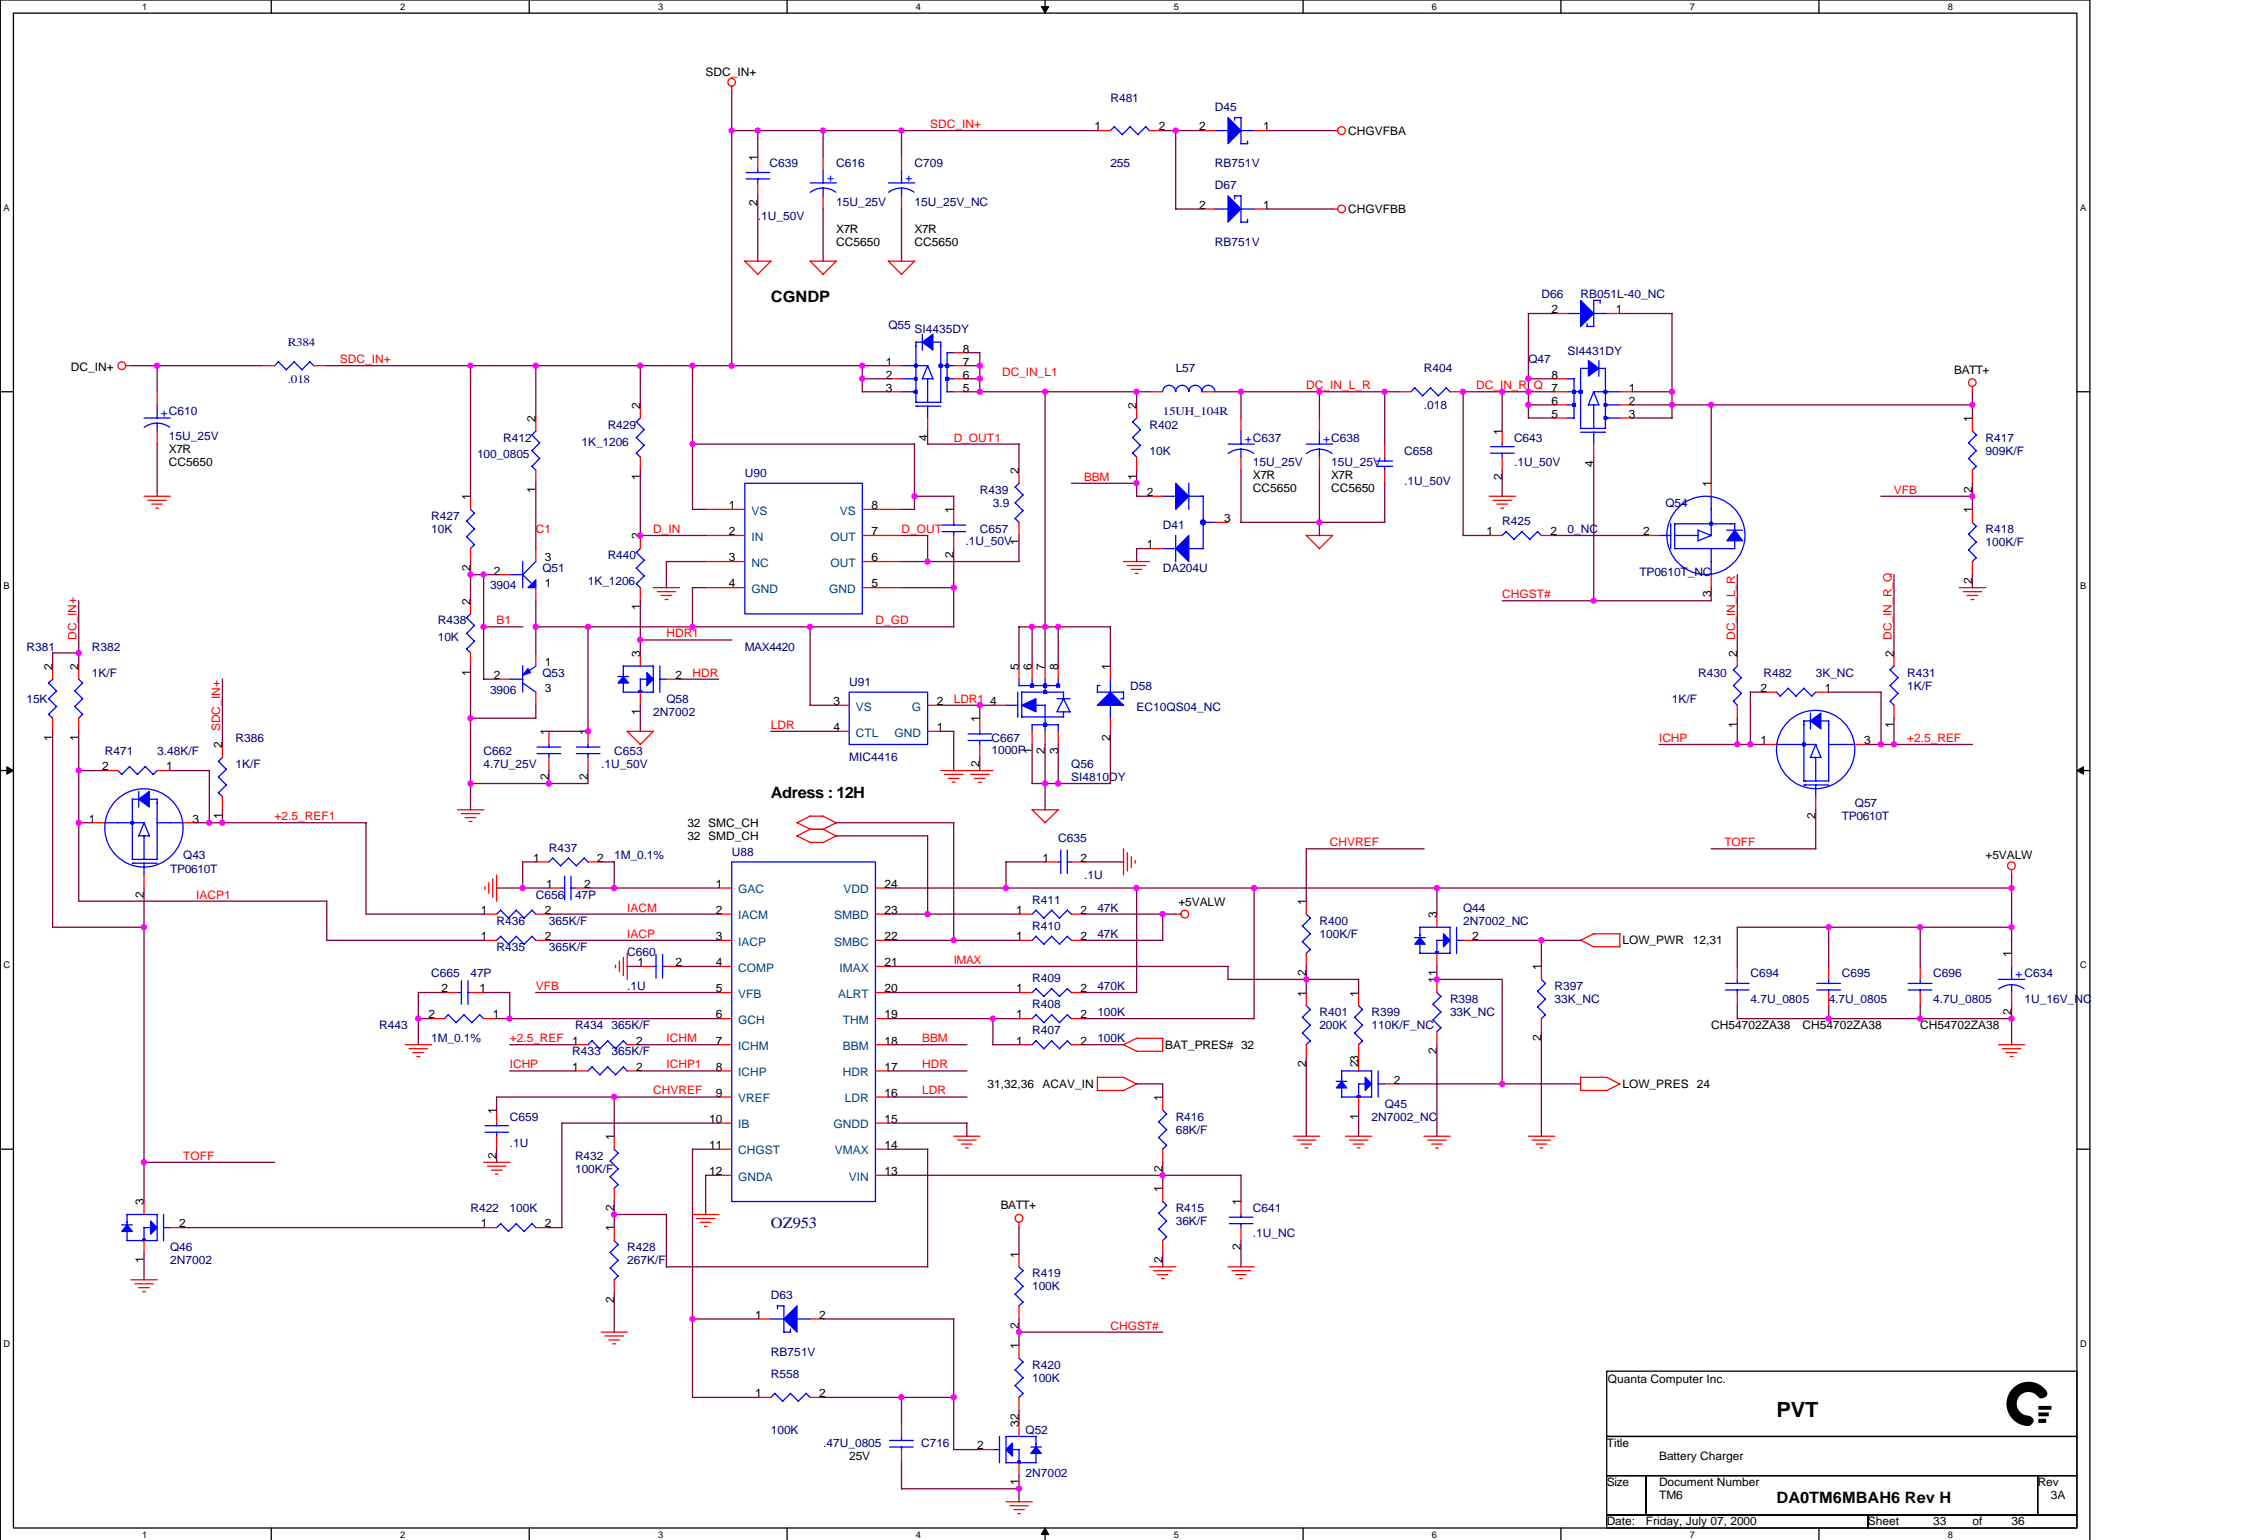 1 2 3 4 5 6 7 8
SDC_IN+
R481
255
D45
RB751V
CHGVFBA
D67
RB751V
CHGVFBB
SDC_IN+
C639
.1U_50V
C616
15U_25V
X7R
CC5650
C709
15U_25V_NC
X7R
CC5650
CGNDP
DC_IN+
R384
.018
SDC_IN+
C610
15U_25V
X7R
CC5650
R412
100_0805
R429
1K_1206
R427
10K
C1
Q51
3904
R438
10K
B1
Q53
3906
C662
4.7U_25V
C653
.1U_50V
R440
1K_1206
D_IN
HDR1
Q58
2N7002
HDR
U90
VS
IN
NC
GND
VS
OUT
OUT
GND
MAX4420
D_GD
D_OUT
D_OUT1
C657
.1U_50V
R439
3.9
Q55
SI4435DY
DC_IN_L1
L57
15UH_104R
DC_IN_L_R
R402
10K
BBM
D41
DA204U
C637
15U_25V
X7R
CC5650
C638
15U_25V
X7R
CC5650
C658
.1U_50V
R404
.018
DC_IN_R_Q
C643
.1U_50V
D66
RB051L-40_NC
Q47
SI4431DY
BATT+
R417
909K/F
VFB
R418
100K/F
R425
0_NC
Q54
TP0610T_NC
CHGST#
U91
VS
CTL
G
GND
MIC4416
LDR
LDR1
C667
1000P
Q56
SI4810DY
D58
EC10QS04_NC
DC_IN_L_R
DC_IN_R_Q
R430
1K/F
R482
3K_NC
R431
1K/F
ICHP
+2.5_REF
Q57
TP0610T
TOFF
DC_IN+
R381
15K
R382
1K/F
SDC_IN+
R386
1K/F
R471
3.48K/F
Q43
TP0610T
+2.5_REF1
IACP1
Adress : 12H
32 SMC_CH
32 SMD_CH
U88
GAC
IACM
IACP
COMP
VFB
GCH
ICHM
ICHP
VREF
IB
CHGST
GNDA
VDD
SMBD
SMBC
IMAX
ALRT
THM
BBM
HDR
LDR
GNDD
VMAX
VIN
OZ953
R437
1M_0.1%
C656
47P
R436
365K/F
R435
365K/F
IACM
IACP
C660
.1U
C665
47P
VFB
R443
1M_0.1%
+2.5_REF
R434
365K/F
ICHM
ICHP
R433
365K/F
ICHP1
CHVREF
C659
.1U
R432
100K/F
R428
267K/F
R422
100K
TOFF
Q46
2N7002
C635
.1U
R411
47K
R410
47K
+5VALW
IMAX
R409
470K
R408
100K
R407
100K
BAT_PRES# 32
BBM
HDR
LDR
31,32,36 ACAV_IN
R416
68K/F
R415
36K/F
C641
.1U_NC
CHVREF
R400
100K/F
R401
200K
R399
110K/F_NC
R398
33K_NC
R397
33K_NC
Q44
2N7002_NC
LOW_PWR 12,31
Q45
2N7002_NC
LOW_PRES 24
+5VALW
C694
4.7U_0805
CH54702ZA38
C695
4.7U_0805
CH54702ZA38
C696
4.7U_0805
CH54702ZA38
C634
1U_16V_NC
BATT+
R419
100K
CHGST#
R420
100K
D63
RB751V
R558
100K
.47U_0805
25V
C716
Q52
2N7002
Quanta Computer Inc.
PVT
Title
Battery Charger
Size
Document Number
Rev
TM6
DA0TM6MBAH6 Rev H
3A
Date: Friday, July 07, 2000
Sheet 33 of 36
A B C D
1 2 3 4 5 6 7 8